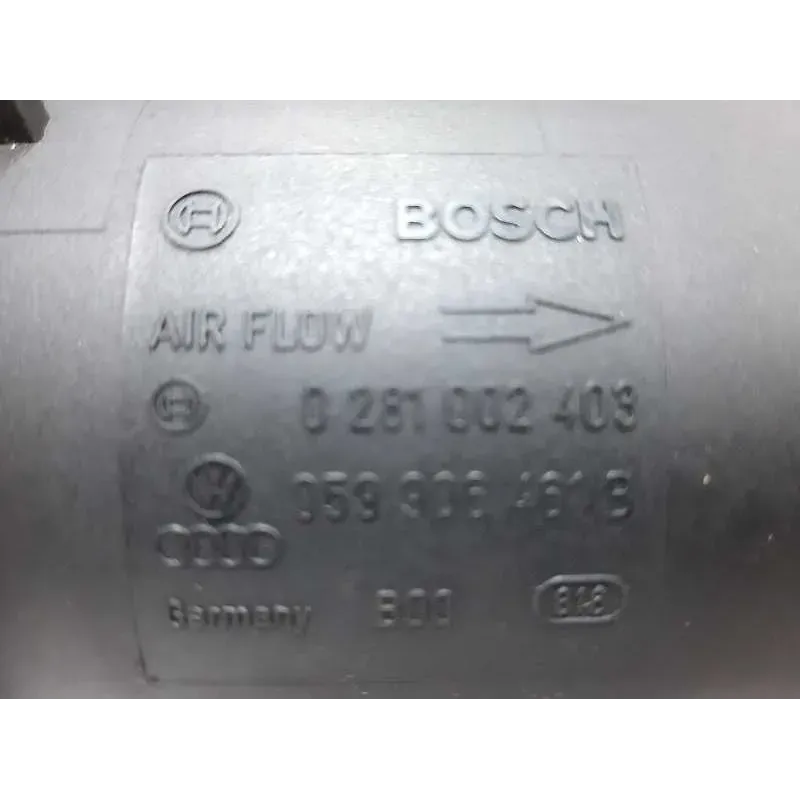 BOSCH
AIR FLOW
0 281 002 403
059 906 461 B
Germany B00